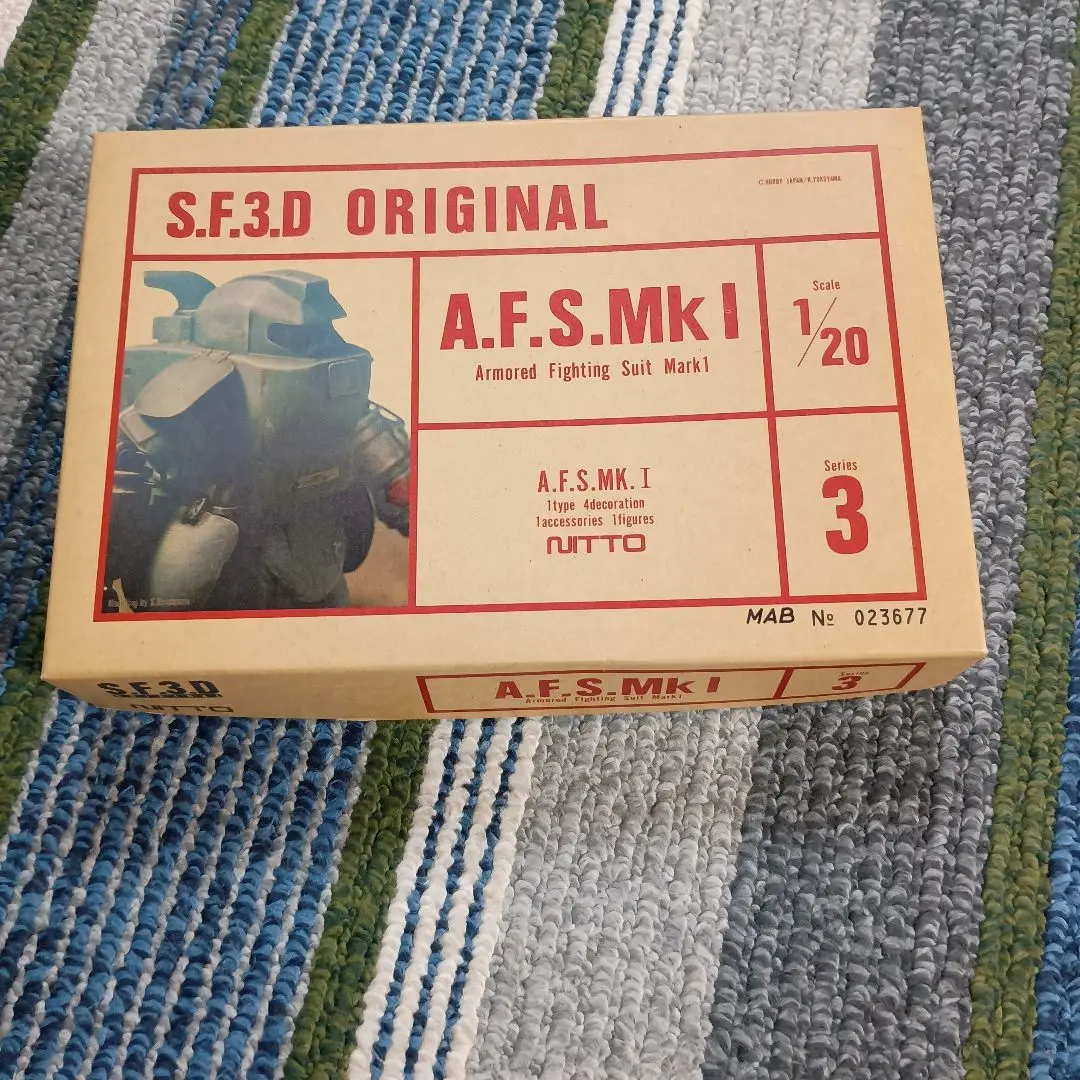 S.F.3.D ORIGINAL
© HOBBY JAPAN/K.YOKOYAMA
A.F.S.Mk I
Armored Fighting Suit Mark1
Scale
1/20
A.F.S.MK. I
1type 4decoration
1accessories 1figures
NITTO
Series
3
MAB № 023677
S.F.3.D
NITTO
A.F.S.Mk I
Armored Fighting Suit Mark1
Series
3